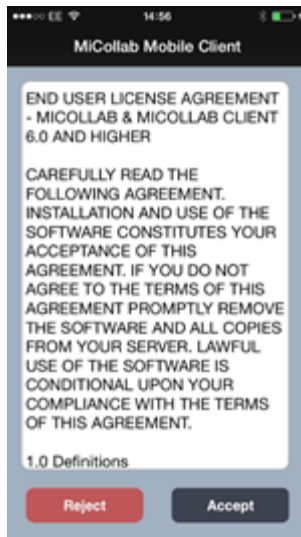 EE 14:56
MiCollab Mobile Client
END USER LICENSE AGREEMENT
- MICOLLAB & MICOLLAB CLIENT
6.0 AND HIGHER
CAREFULLY READ THE
FOLLOWING AGREEMENT.
INSTALLATION AND USE OF THE
SOFTWARE CONSTITUTES YOUR
ACCEPTANCE OF THIS
AGREEMENT. IF YOU DO NOT
AGREE TO THE TERMS OF THIS
AGREEMENT PROMPTLY REMOVE
THE SOFTWARE AND ALL COPIES
FROM YOUR SERVER. LAWFUL
USE OF THE SOFTWARE IS
CONDITIONAL UPON YOUR
COMPLIANCE WITH THE TERMS
OF THIS AGREEMENT.
1.0 Definitions
Reject Accept